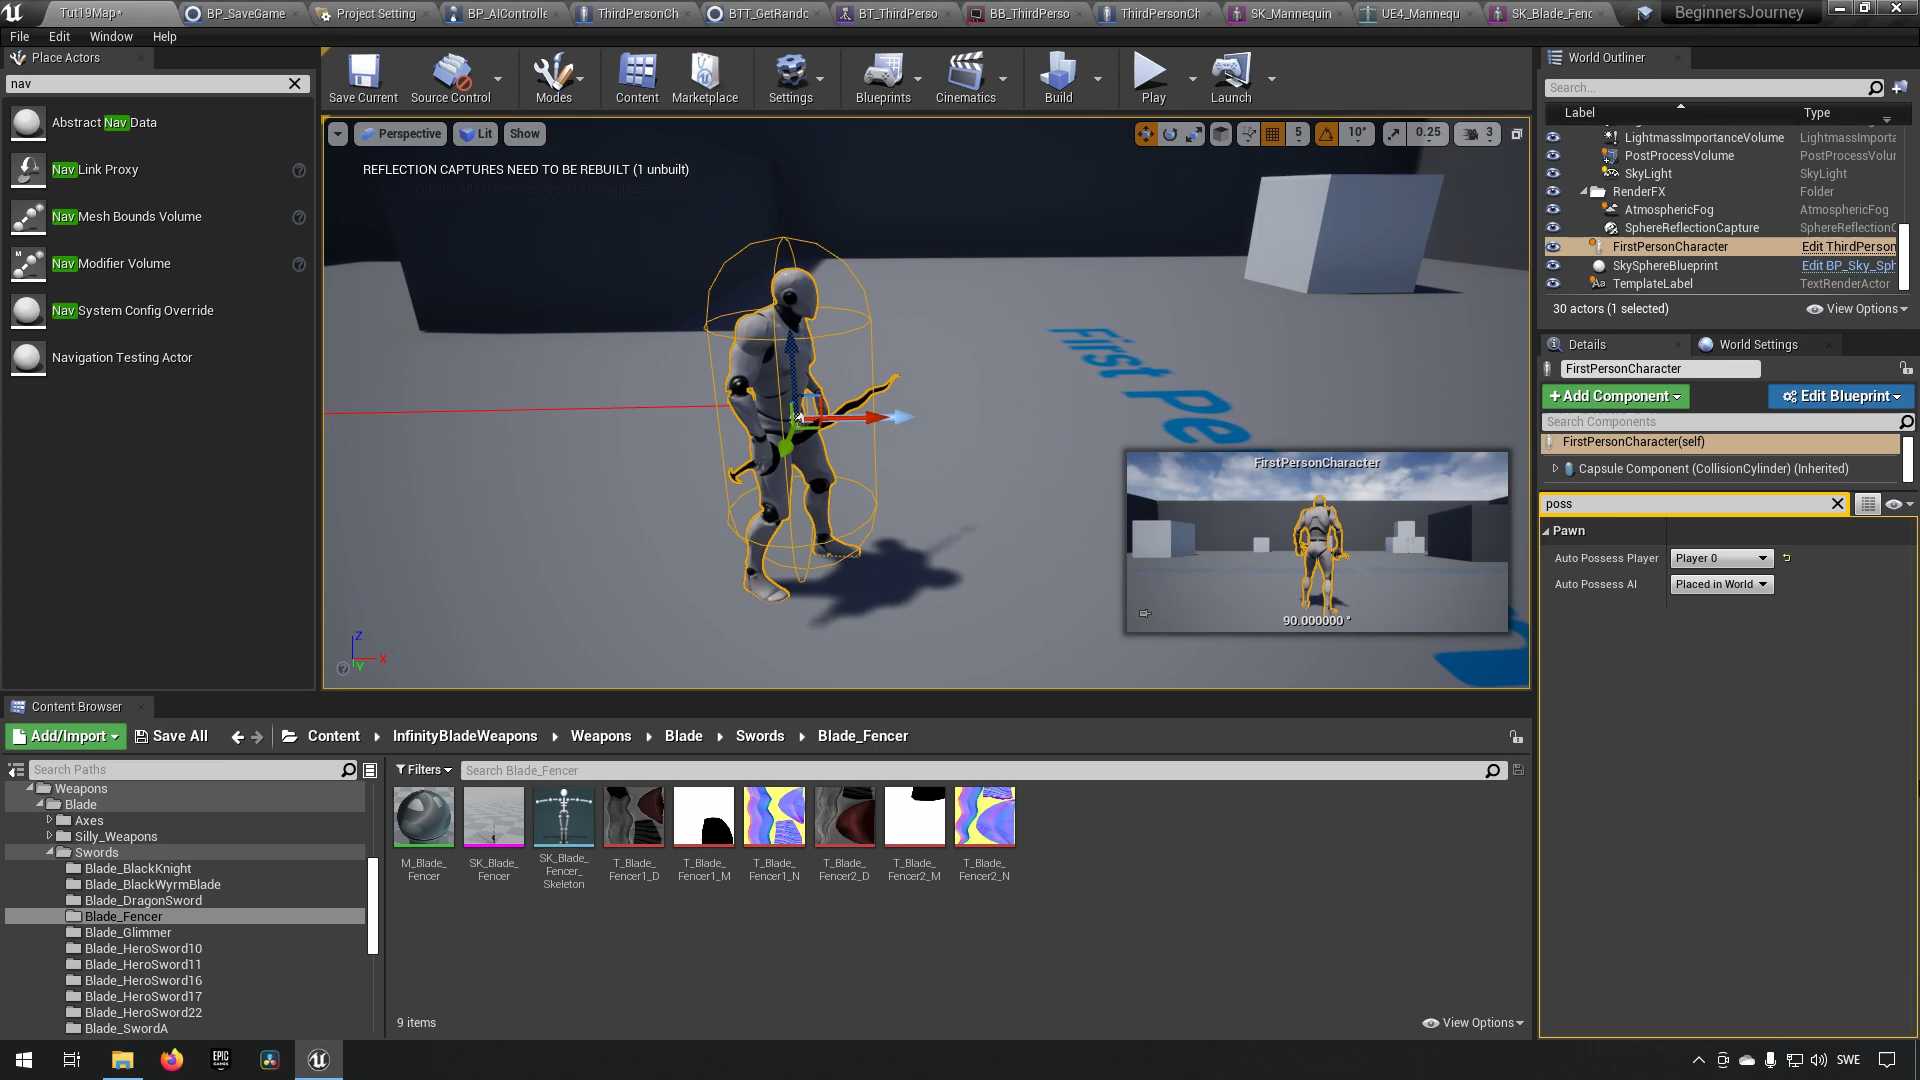 Tut19Map*
BP_SaveGame
Project Setting
BP_AIControlle
ThirdPersonCh
BTT_GetRando
BT_ThirdPerso
BB_ThirdPerso
ThirdPersonCh
SK_Mannequin
UE4_Mannequ
SK_Blade_Fenc
BeginnersJourney
File Edit Window Help
Place Actors
nav
Abstract Nav Data
Nav Link Proxy
Nav Mesh Bounds Volume
Nav Modifier Volume
Nav System Config Override
Navigation Testing Actor
Save Current
Source Control
Modes
Content
Marketplace
Settings
Blueprints
Cinematics
Build
Play
Launch
Perspective
Lit
Show
5
10°
0.25
3
REFLECTION CAPTURES NEED TO BE REBUILT (1 unbuilt)
First Pe
FirstPersonCharacter
90.000000 °
Z
X
Y
World Outliner
Search...
Label Type
LightmassImportanceVolume Lightmass​Importa
PostProcessVolume PostProcessVolur
SkyLight SkyLight
RenderFX Folder
AtmosphericFog AtmosphericFog
SphereReflectionCapture SphereReflectionC
FirstPersonCharacter Edit ThirdPerson
SkySphereBlueprint Edit BP_Sky_Sph
TemplateLabel TextRenderActor
30 actors (1 selected)
View Options
Details
World Settings
FirstPersonCharacter
+Add Component
Edit Blueprint
Search Components
FirstPersonCharacter(self)
Capsule Component (CollisionCylinder) (Inherited)
poss
Pawn
Auto Possess Player Player 0
Auto Possess AI Placed in World
Content Browser
Add/Import
Save All
Content InfinityBladeWeapons Weapons Blade Swords Blade_Fencer
Search Paths
Filters
Search Blade_Fencer
Weapons
Blade
Axes
Silly_Weapons
Swords
Blade_BlackKnight
Blade_BlackWyrmBlade
Blade_DragonSword
Blade_Fencer
Blade_Glimmer
Blade_HeroSword10
Blade_HeroSword11
Blade_HeroSword16
Blade_HeroSword17
Blade_HeroSword22
Blade_SwordA
M_Blade_
Fencer
SK_Blade_
Fencer
SK_Blade_
Fencer_
Skeleton
T_Blade_
Fencer1_D
T_Blade_
Fencer1_M
T_Blade_
Fencer1_N
T_Blade_
Fencer2_D
T_Blade_
Fencer2_M
T_Blade_
Fencer2_N
9 items
View Options
EPIC
GAMES
SWE